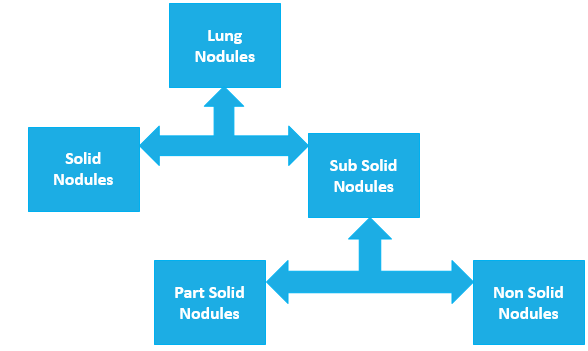 Lung
Nodules
Solid
Nodules
Sub Solid
Nodules
Part Solid
Nodules
Non Solid
Nodules